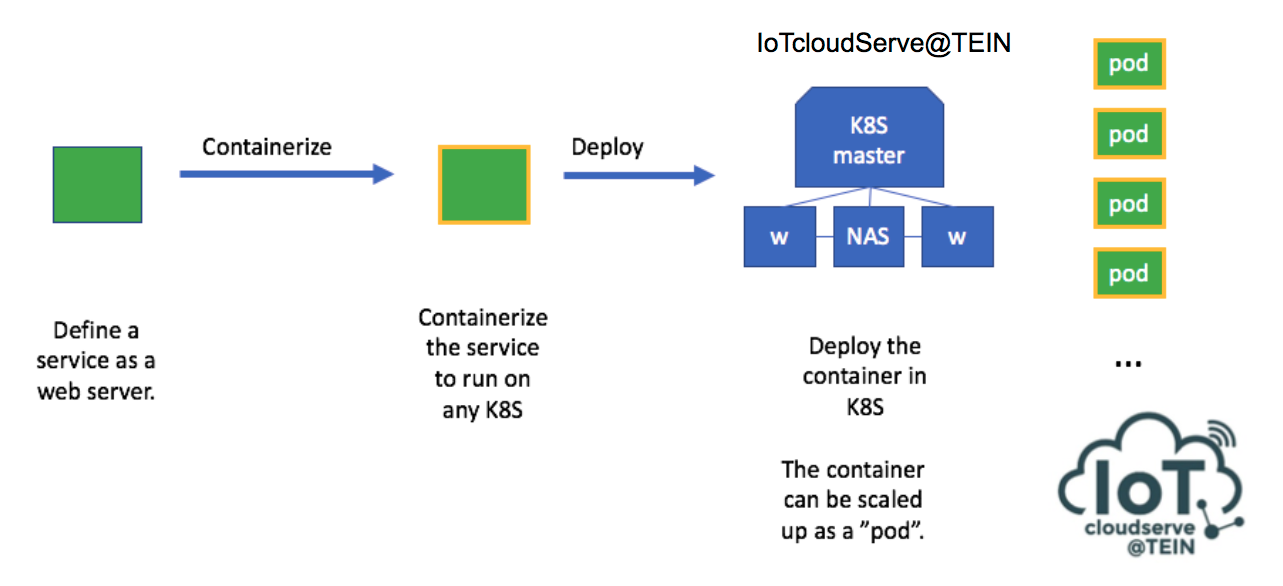 IoTcloudServe@TEIN
Containerize
Deploy
K8S
master
w
NAS
w
pod
pod
pod
pod
...
Define a
service as a
web server.
Containerize
the service
to run on
any K8S
Deploy the
container in
K8S
The container
can be scaled
up as a ”pod”.
IoT
cloudserve
@TEIN